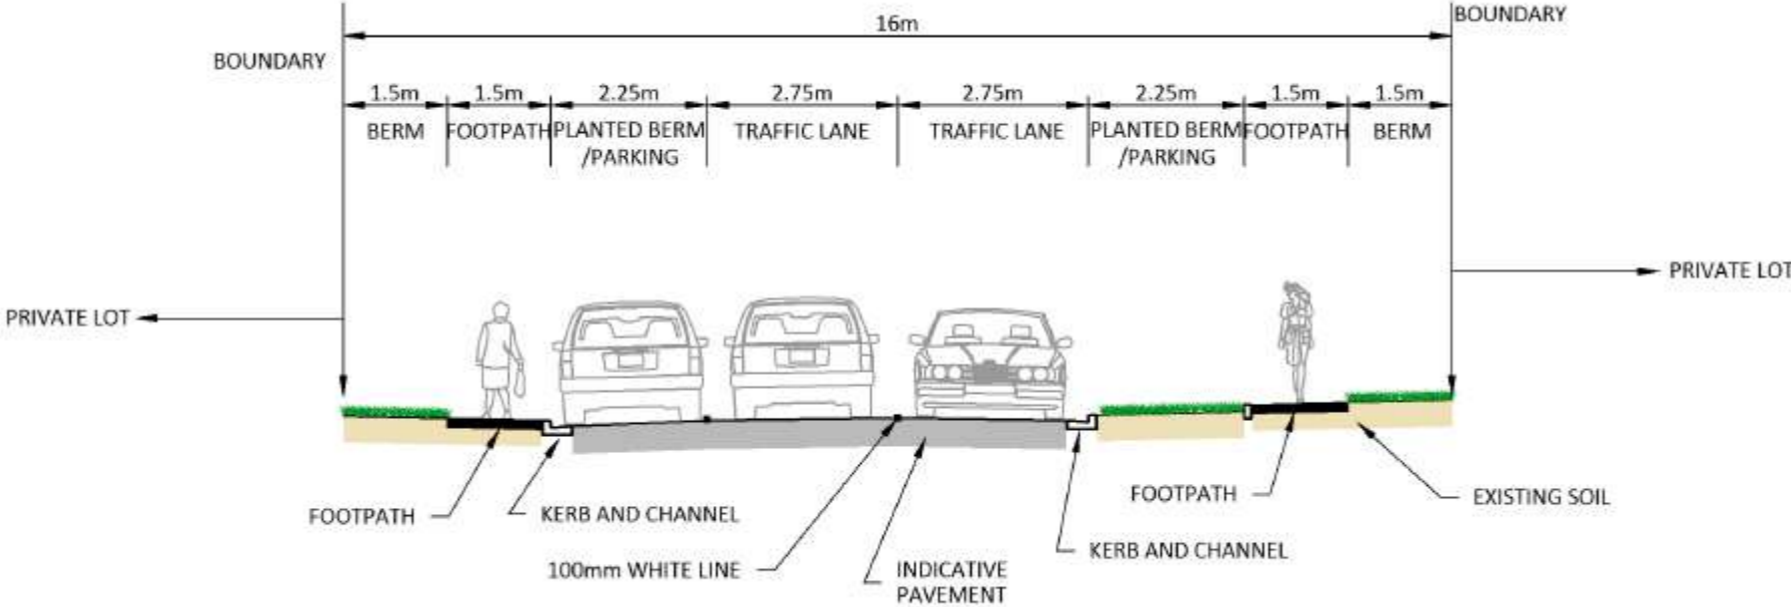 BOUNDARY
16m
BOUNDARY
1.5m 1.5m 2.25m 2.75m 2.75m 2.25m 1.5m 1.5m
BERM FOOTPATH PLANTED BERM TRAFFIC LANE TRAFFIC LANE PLANTED BERM FOOTPATH BERM
/PARKING /PARKING
PRIVATE LOT
PRIVATE LOT
FOOTPATH
KERB AND CHANNEL
100mm WHITE LINE
INDICATIVE
PAVEMENT
FOOTPATH
KERB AND CHANNEL
EXISTING SOIL